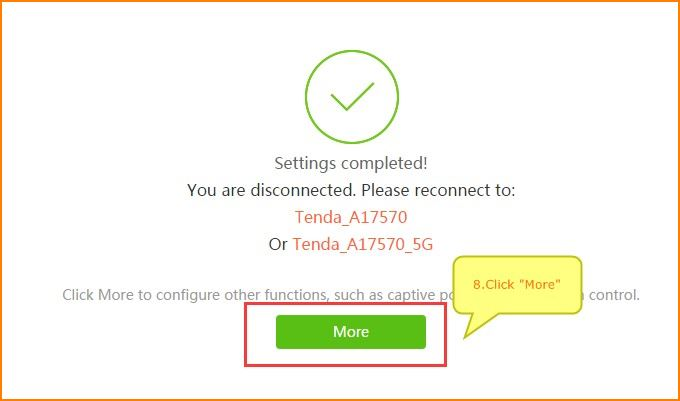 Settings completed!
You are disconnected. Please reconnect to:
Tenda_A17570
Or Tenda_A17570_5G
8.Click "More"
Click More to configure other functions, such as captive control.
More